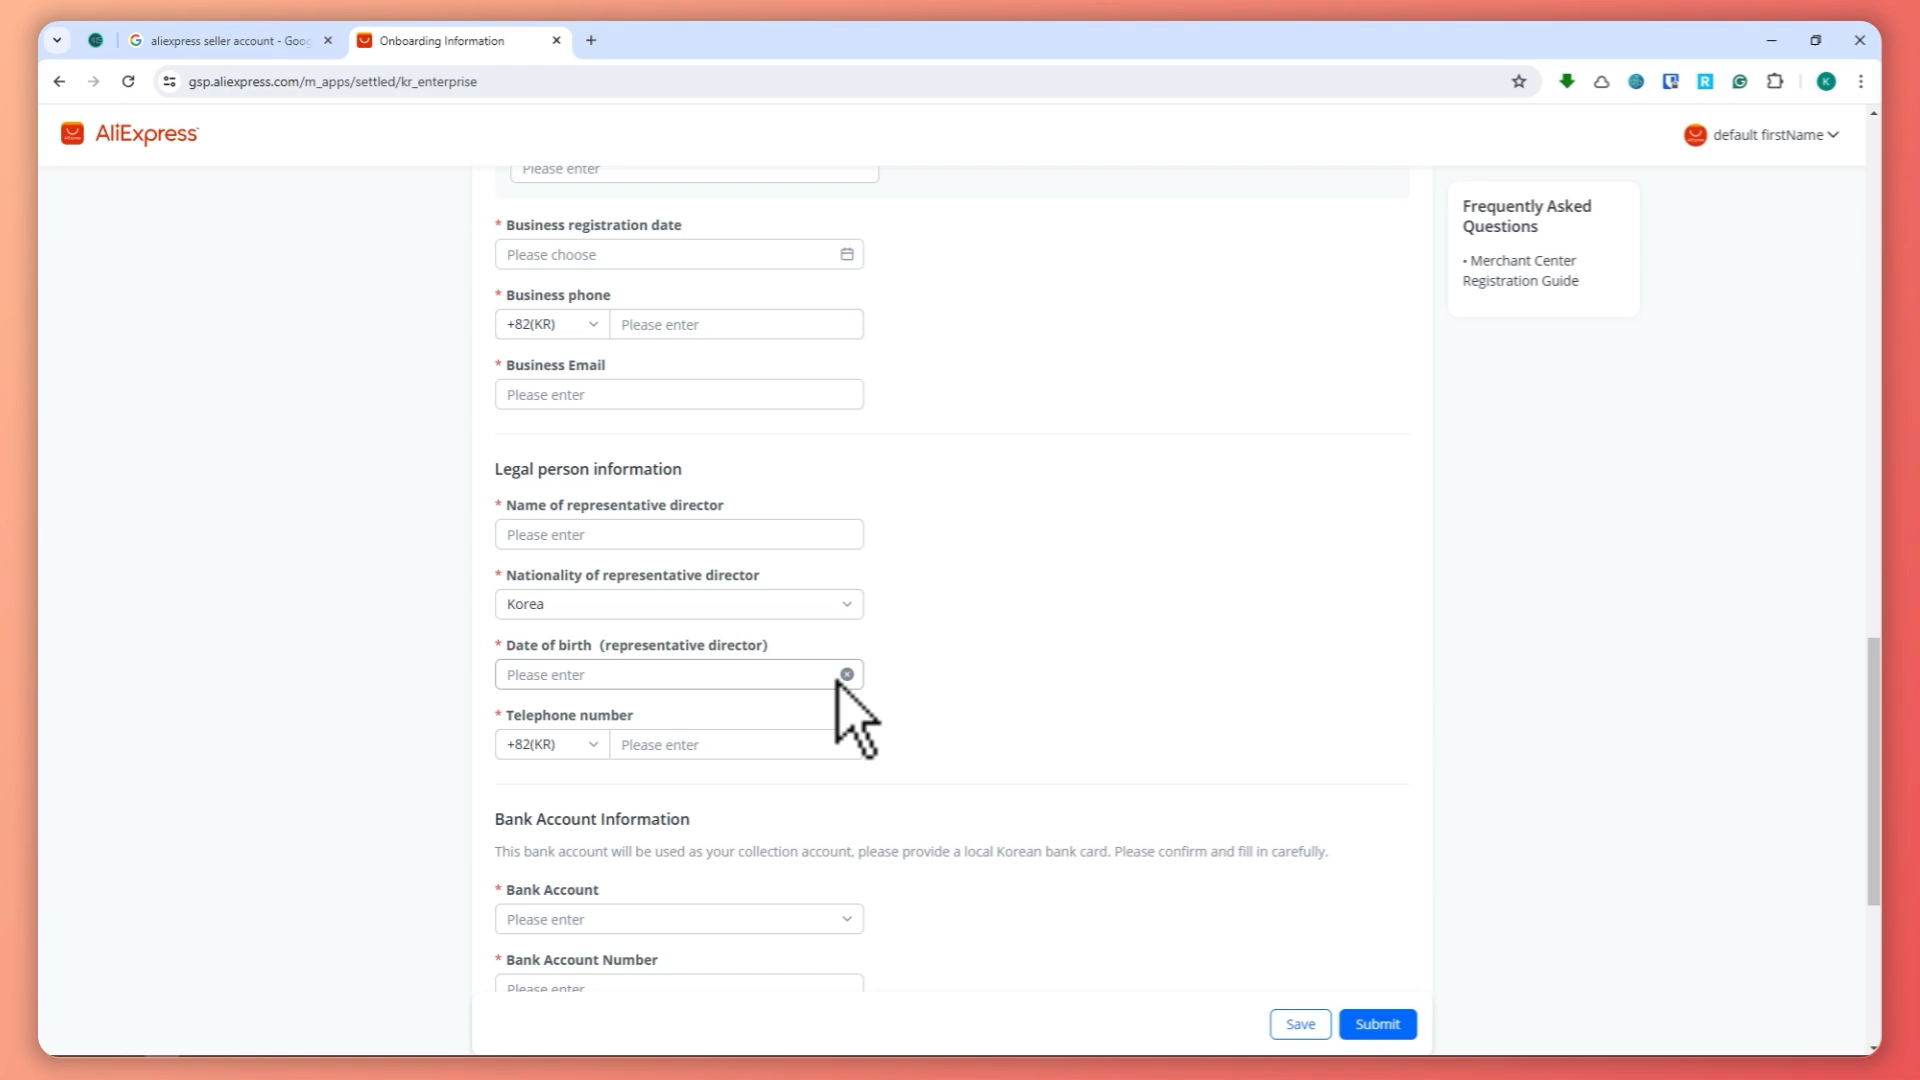 aliexpress seller account - Goog
Onboarding Information
gsp.aliexpress.com/m_apps/settled/kr_enterprise
K
AliExpress
default firstName
Please enter
* Business registration date
Please choose
* Business phone
+82(KR)
Please enter
* Business Email
Please enter
Legal person information
* Name of representative director
Please enter
* Nationality of representative director
Korea
* Date of birth (representative director)
Please enter
* Telephone number
+82(KR)
Please enter
Bank Account Information
This bank account will be used as your collection account, please provide a local Korean bank card. Please confirm and fill in carefully.
* Bank Account
Please enter
* Bank Account Number
Please enter
Save
Submit
Frequently Asked
Questions
• Merchant Center
Registration Guide